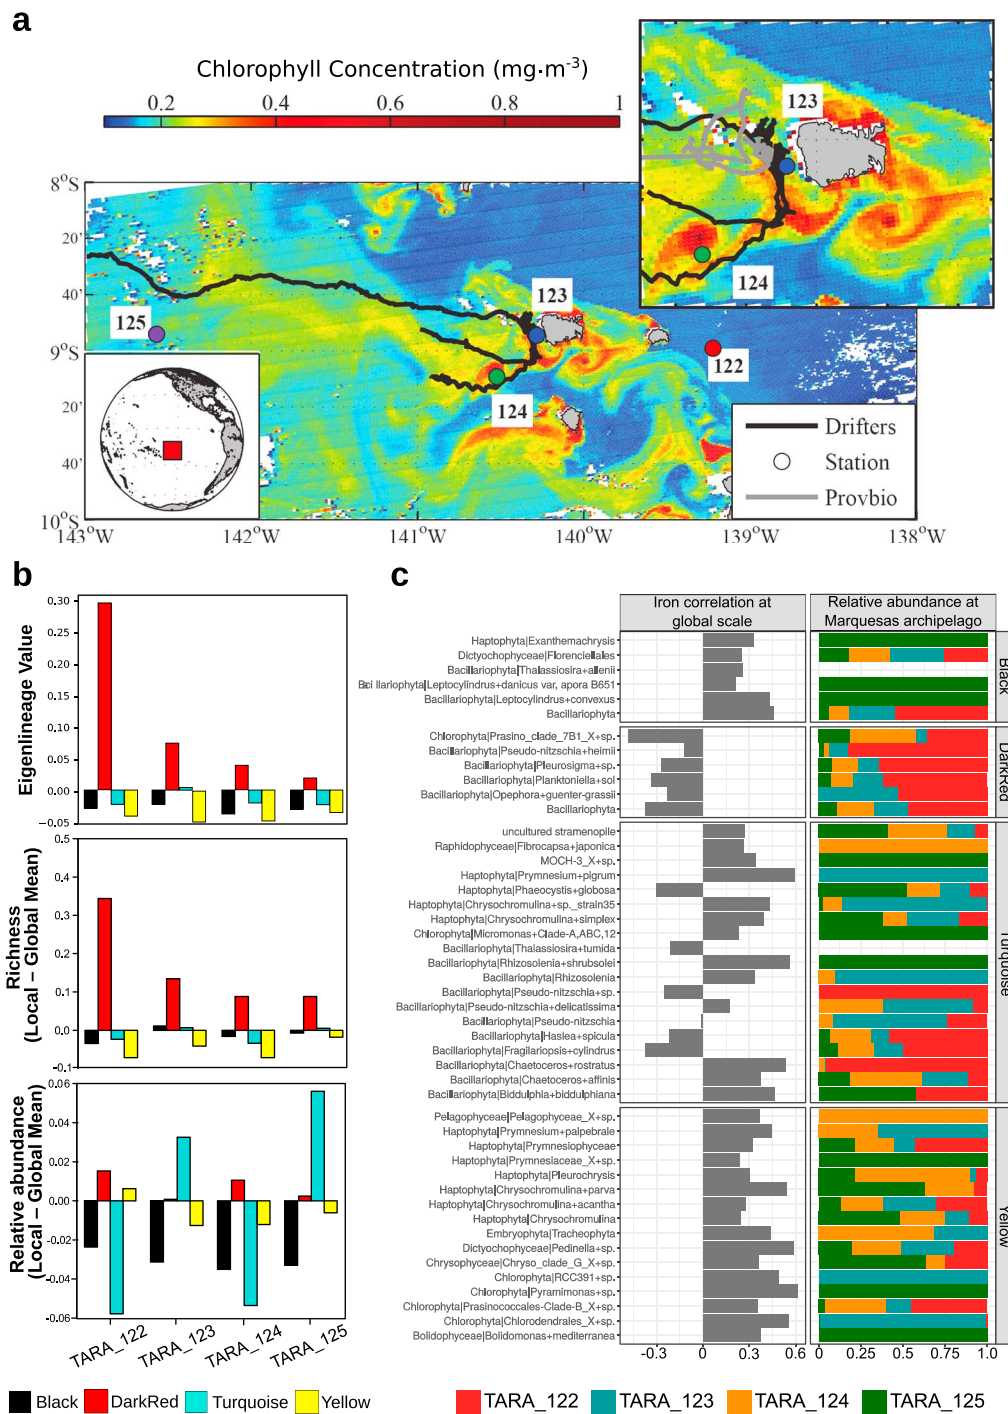 a
Chlorophyll Concentration (mg·m-3)
0.2 0.4 0.6 0.8 1
123
124
8°S
20'
40'
9°S
20'
40'
10°S
125
123
124
122
Drifters
Station
Provbio
143°W 142°W 141°W 140°W 139°W 138°W
b
Eigenlineage Value
0.30
0.25
0.20
0.15
0.10
0.05
0.00
-0.05
Richness
(Local – Global Mean)
0.5
0.4
0.3
0.2
0.1
0.0
-0.1
Relative abundance
(Local – Global Mean)
0.06
0.04
0.02
0.00
-0.02
-0.04
-0.06
TARA_122 TARA_123 TARA_124 TARA_125
Black DarkRed Turquoise Yellow
c
Iron correlation at
global scale
Relative abundance at
Marquesas archipelago
Haptophyta|Exanthemachrysis
Dictyochophyceae|Florenciellales
Bacillariophyta|Thalassiosira+allenii
Bacillariophyta|Leptocylindrus+danicus var, apora B651
Bacillariophyta|Leptocylindrus+convexus
Bacillariophyta
Black
Chlorophyta|Prasino_clade_7B1_X+sp.
Bacillariophyta|Pseudo-nitzschia+heimii
Bacillariophyta|Pleurosigma+sp.
Bacillariophyta|Planktoniella+sol
Bacillariophyta|Opephora+guenter-grassii
Bacillariophyta
DarkRed
uncultured stramenopile
Raphidophyceae|Fibrocapsa+japonica
MOCH-3_X+sp.
Haptophyta|Prymnesium+pigrum
Haptophyta|Phaeocystis+globosa
Haptophyta|Chrysochromulina+sp._strain35
Haptophyta|Chrysochromulina+simplex
Chlorophyta|Micromonas+Clade-A,ABC,12
Bacillariophyta|Thalassiosira+tumida
Bacillariophyta|Rhizosolenia+shrubsolei
Bacillariophyta|Rhizosolenia
Bacillariophyta|Pseudo-nitzschia+sp.
Bacillariophyta|Pseudo-nitzschia+delicatissima
Bacillariophyta|Pseudo-nitzschia
Bacillariophyta|Haslea+spicula
Bacillariophyta|Fragilariopsis+cylindrus
Bacillariophyta|Chaetoceros+rostratus
Bacillariophyta|Chaetoceros+affinis
Bacillariophyta|Biddulphia+biddulphiana
Turquoise
Pelagophyceae|Pelagophyceae_X+sp.
Haptophyta|Prymnesium+palpebrale
Haptophyta|Prymnesiophyceae
Haptophyta|Prymnesiaceae_X+sp.
Haptophyta|Pleurochrysis
Haptophyta|Chrysochromulina+parva
Haptophyta|Chrysochromulina+acantha
Haptophyta|Chrysochromulina
Embryophyta|Tracheophyta
Dictyochophyceae|Pedinella+sp.
Chrysophyceae|Chryso_clade_G_X+sp.
Chlorophyta|RCC391+sp.
Chlorophyta|Pyramimonas+sp.
Chlorophyta|Prasinococcales-Clade-B_X+sp.
Chlorophyta|Chlorodendrales_X+sp.
Bolidophyceae|Bolidomonas+mediterranea
Yellow
-0.3 0 0.3 0.6 0 0.25 0.5 0.75 1.0
TARA_122 TARA_123 TARA_124 TARA_125